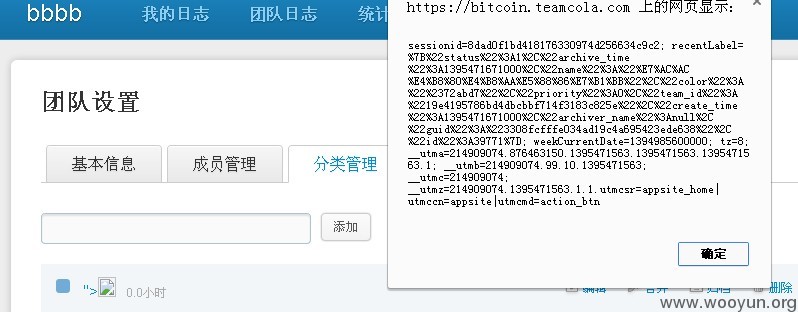 bbbb 我的日志 团队日志 统计
https://bitcoin.teamcola.com 上的网页显示：
sessionid=8dad0f1bd418176330974d256634c9c2; recentLabel=
%7B%22status%22%3A1%2C%22archive_time
%22%3A1395471671000%2C%22name%22%3A%22%E7%AC%AC
%E4%B8%80%E4%B8%AA%E5%88%86%E7%B1%BB%22%2C%22color%22%3A
%22%2372abd7%22%2C%22priority%22%3A0%2C%22team_id%22%3A
%2219e4195786bd4dbcbbf714f3183c825e%22%2C%22create_time
%22%3A1395471671000%2C%22archiver_name%22%3Anull%2C
%22guid%22%3A%223308fcfffe034ad19c4a695423ede638%22%2C
%22id%22%3A39771%7D; weekCurrentDate=1394985600000; tz=8;
__utma=214909074.876463150.1395471563.1395471563.139547156
3.1; __utmb=214909074.99.10.1395471563;
__utmc=214909074;
__utmz=214909074.1395471563.1.1.utmcsr=appsite_home|
utmccn=appsite|utmcmd=action_btn
确定
团队设置
基本信息 成员管理 分类管理
添加
"> 0.0小时 编辑 合并 归档 删除
www.wooyun.org